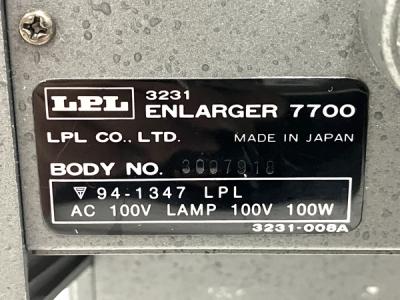 LPL 3231
ENLARGER 7700
LPL CO., LTD. MADE IN JAPAN
BODY NO. 3007918
94-1347 LPL
AC 100V LAMP 100V 100W
3231-008A